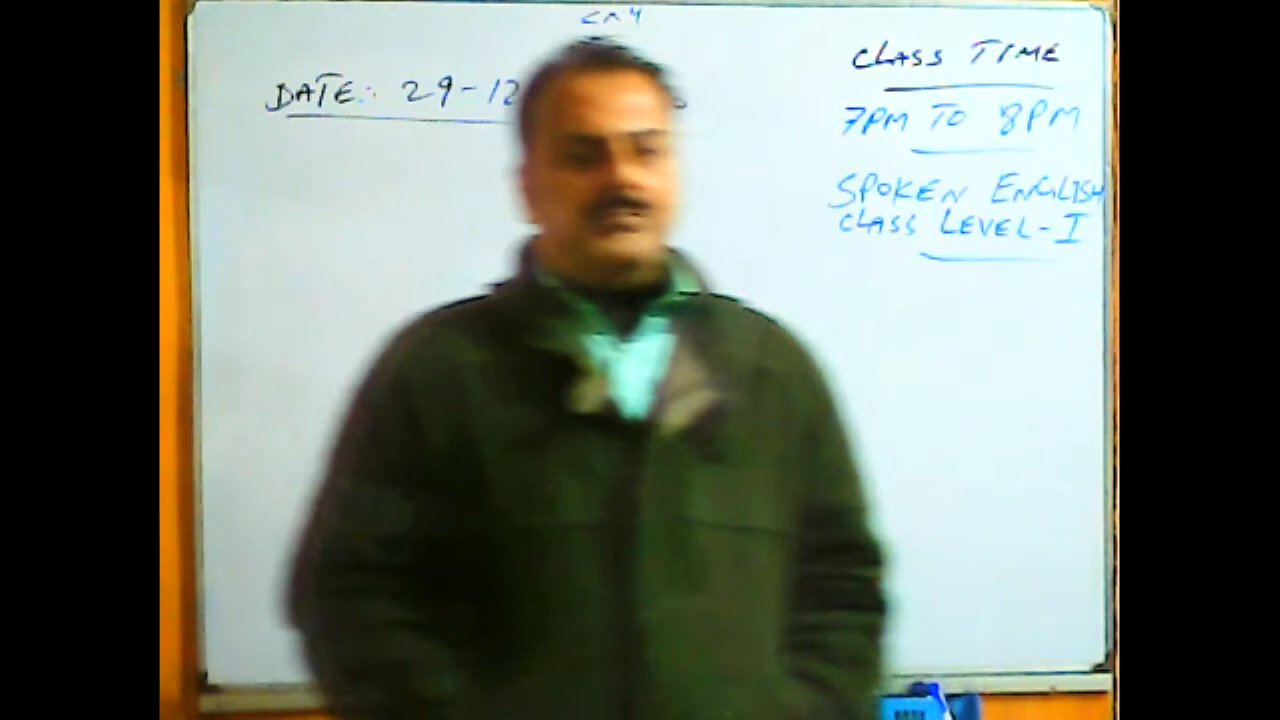 DATE: 29-12
CLASS TIME
7PM TO 8PM
SPOKEN ENGLISH
CLASS LEVEL-I